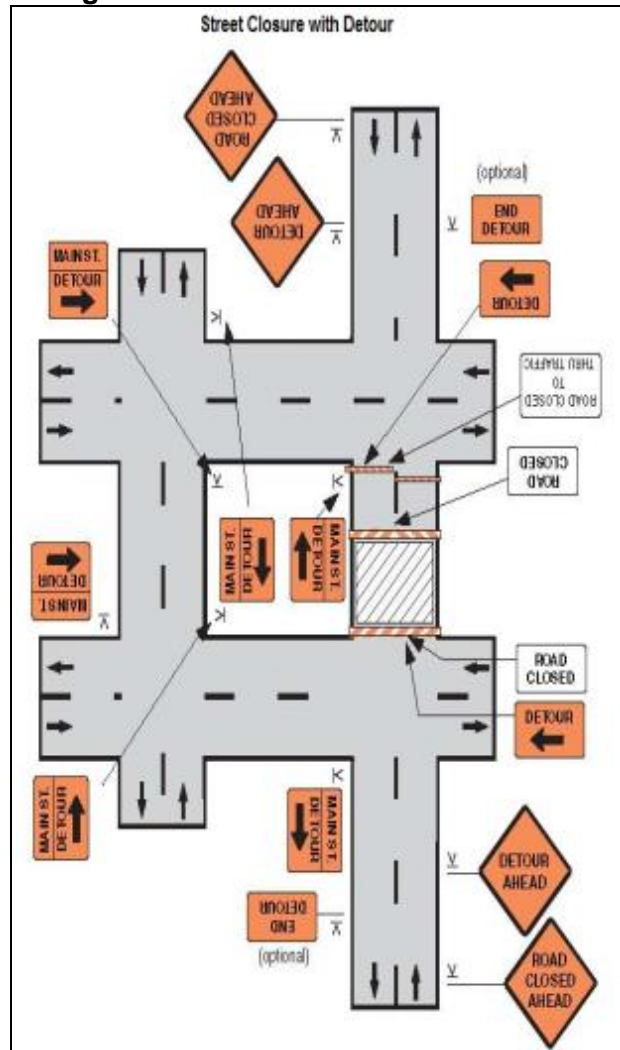 Street Closure with Detour
ROAD
CLOSED
AHEAD
DETOUR
AHEAD
(optional)
END
DETOUR
MAIN ST.
DETOUR
DETOUR
ROAD CLOSED
TO
THRU TRAFFIC
ROAD
CLOSED
MAIN ST.
DETOUR
MAIN ST.
DETOUR
MAIN ST.
DETOUR
ROAD
CLOSED
DETOUR
MAIN ST.
DETOUR
MAIN ST.
DETOUR
DETOUR
AHEAD
END
DETOUR
(optional)
ROAD
CLOSED
AHEAD